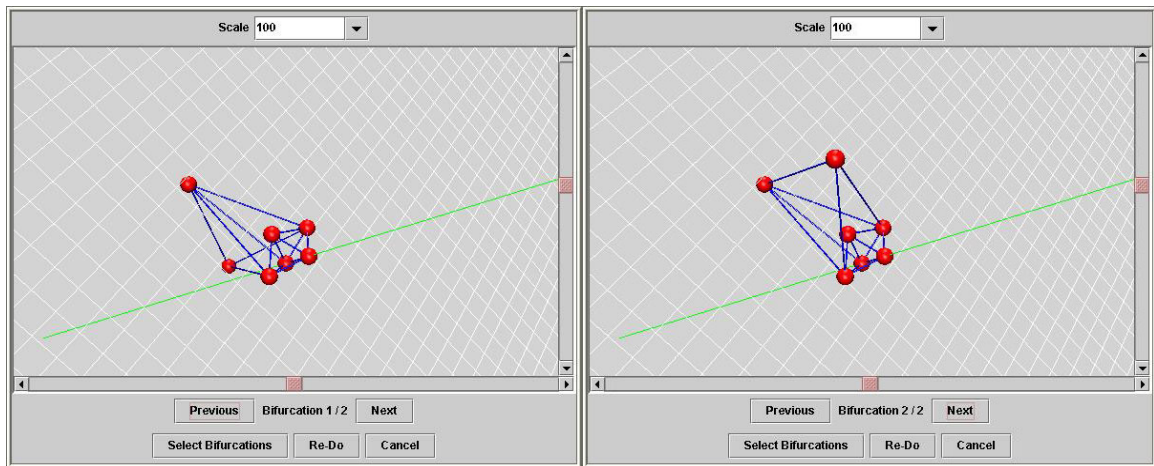 Scale 100
Previous Bifurcation 1 / 2 Next
Select Bifurcations Re-Do Cancel
Scale 100
Previous Bifurcation 2 / 2 Next
Select Bifurcations Re-Do Cancel